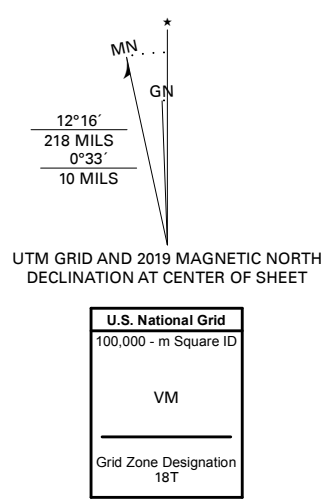 MN
GN
12°16´
218 MILS
0°33´
10 MILS
UTM GRID AND 2019 MAGNETIC NORTH
DECLINATION AT CENTER OF SHEET
U.S. National Grid
100,000 - m Square ID
VM
Grid Zone Designation
18T